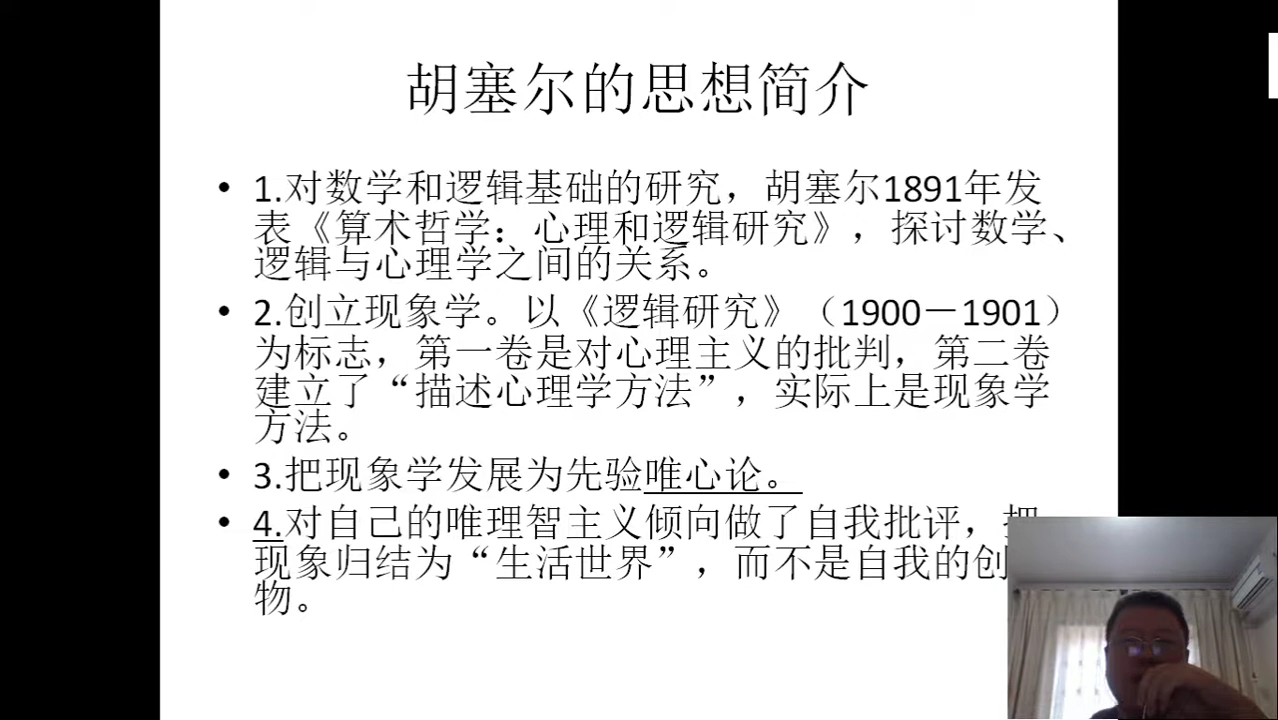 胡塞尔的思想简介
• 1.对数学和逻辑基础的研究，胡塞尔1891年发
表《算术哲学：心理和逻辑研究》，探讨数学、
逻辑与心理学之间的关系。
• 2.创立现象学。以《逻辑研究》（1900－1901）
为标志，第一卷是对心理主义的批判，第二卷
建立了“描述心理学方法”，实际上是现象学
方法。
• 3.把现象学发展为先验唯心论。
• 4.对自己的唯理智主义倾向做了自我批评，把
现象归结为“生活世界”，而不是自我的创
物。